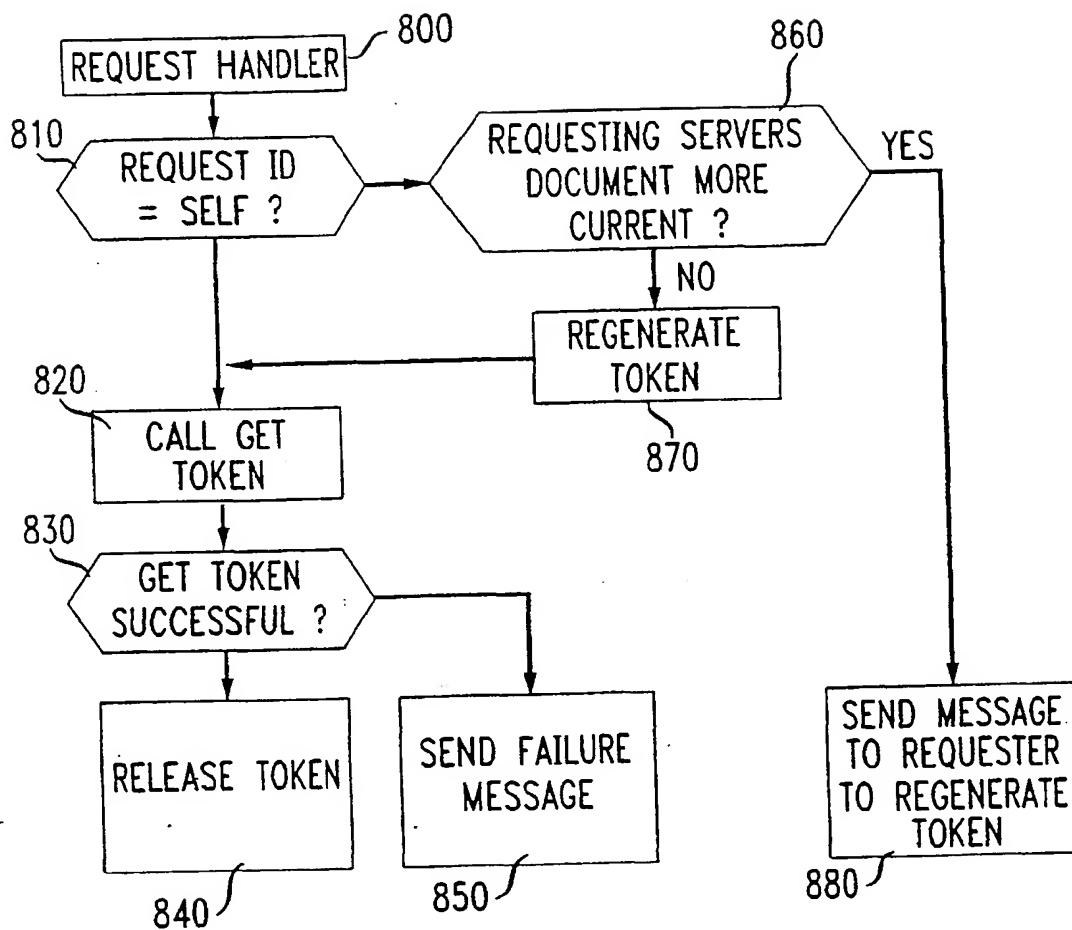 800
REQUEST HANDLER
860
810
REQUEST ID
= SELF ?
REQUESTING SERVERS
DOCUMENT MORE
CURRENT ?
YES
NO
REGENERATE
TOKEN
870
820
CALL GET
TOKEN
830
GET TOKEN
SUCCESSFUL ?
RELEASE TOKEN
840
SEND FAILURE
MESSAGE
850
SEND MESSAGE
TO REQUESTER
TO REGENERATE
TOKEN
880